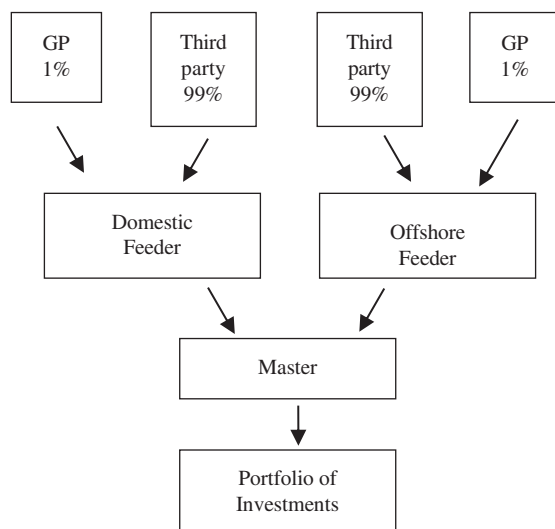 GP
1%
Third
party
99%
Third
party
99%
GP
1%
Domestic
Feeder
Offshore
Feeder
Master
Portfolio of
Investments